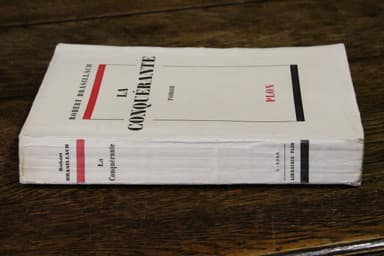 ROBERT BRASILLACH
LA
CONQUÉRANTE
ROMAN
PLON
Robert
BRASILLACH
La
Conquérante
LIBRAIRIE PLON